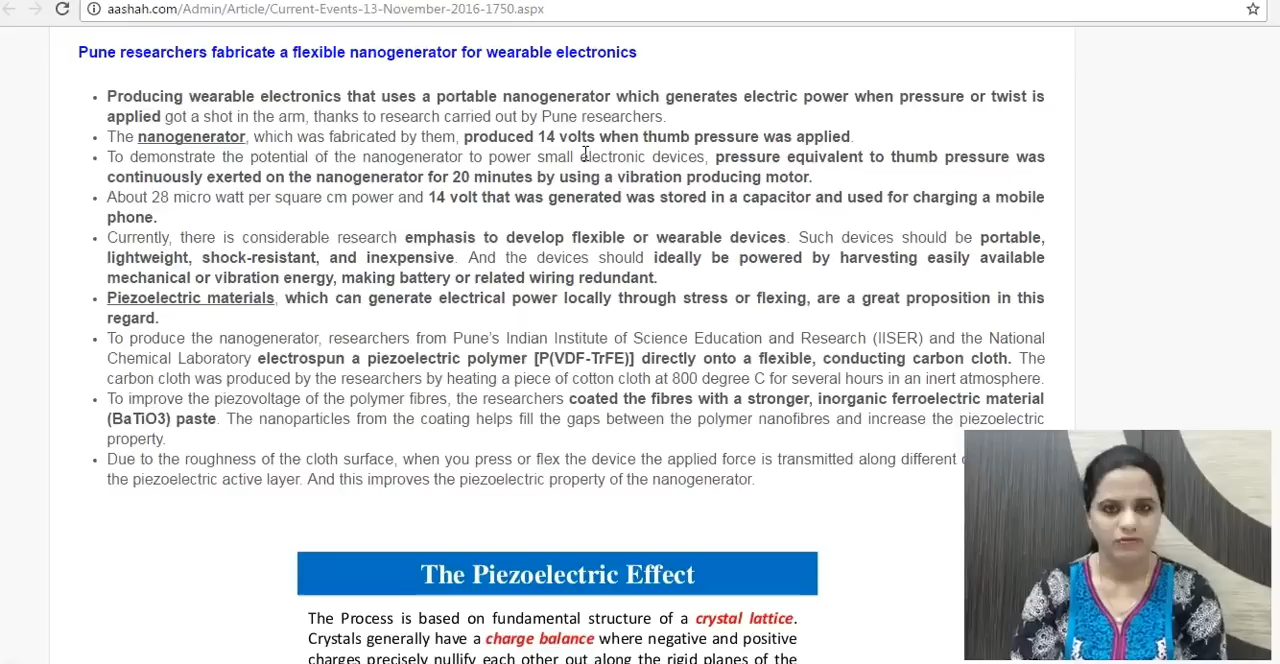 aashah.com/Admin/Article/Current-Events-13-November-2016-1750.aspx
Pune researchers fabricate a flexible nanogenerator for wearable electronics
• Producing wearable electronics that uses a portable nanogenerator which generates electric power when pressure or twist is
applied got a shot in the arm, thanks to research carried out by Pune researchers.
• The nanogenerator, which was fabricated by them, produced 14 volts when thumb pressure was applied.
• To demonstrate the potential of the nanogenerator to power small electronic devices, pressure equivalent to thumb pressure was
continuously exerted on the nanogenerator for 20 minutes by using a vibration producing motor.
• About 28 micro watt per square cm power and 14 volt that was generated was stored in a capacitor and used for charging a mobile
phone.
• Currently, there is considerable research emphasis to develop flexible or wearable devices. Such devices should be portable,
lightweight, shock-resistant, and inexpensive. And the devices should ideally be powered by harvesting easily available
mechanical or vibration energy, making battery or related wiring redundant.
• Piezoelectric materials, which can generate electrical power locally through stress or flexing, are a great proposition in this
regard.
• To produce the nanogenerator, researchers from Pune's Indian Institute of Science Education and Research (IISER) and the National
Chemical Laboratory electrospun a piezoelectric polymer [P(VDF-TrFE)] directly onto a flexible, conducting carbon cloth. The
carbon cloth was produced by the researchers by heating a piece of cotton cloth at 800 degree C for several hours in an inert atmosphere.
• To improve the piezovoltage of the polymer fibres, the researchers coated the fibres with a stronger, inorganic ferroelectric material
(BaTiO3) paste. The nanoparticles from the coating helps fill the gaps between the polymer nanofibres and increase the piezoelectric
property.
• Due to the roughness of the cloth surface, when you press or flex the device the applied force is transmitted along different
the piezoelectric active layer. And this improves the piezoelectric property of the nanogenerator.
The Piezoelectric Effect
The Process is based on fundamental structure of a crystal lattice.
Crystals generally have a charge balance where negative and positive
charges precisely nullify each other out along the rigid planes of the